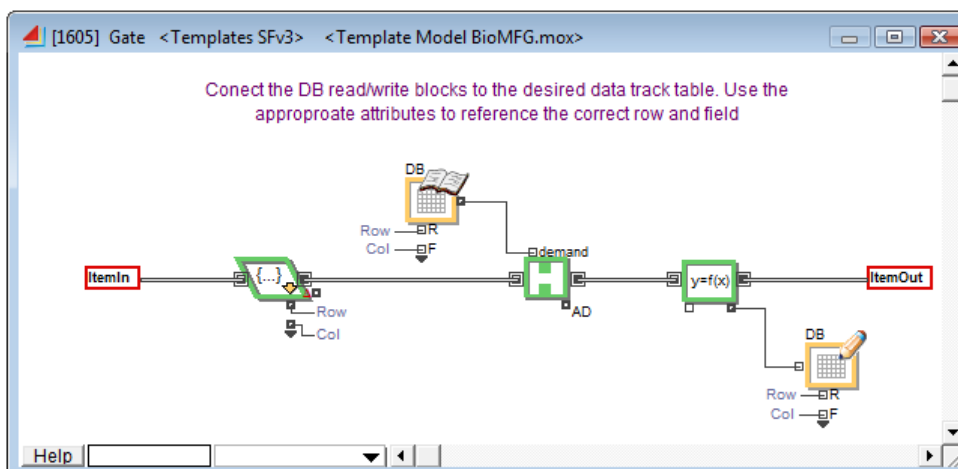 [1605] Gate <Templates SFv3> <Template Model BioMFG.mox>
Conect the DB read/write blocks to the desired data track table. Use the
approproate attributes to reference the correct row and field
DB
Row R
Col F
demand
ItemIn
{...}
y=f(x)
ItemOut
Row
Col
AD
DB
Row R
Col F
Help